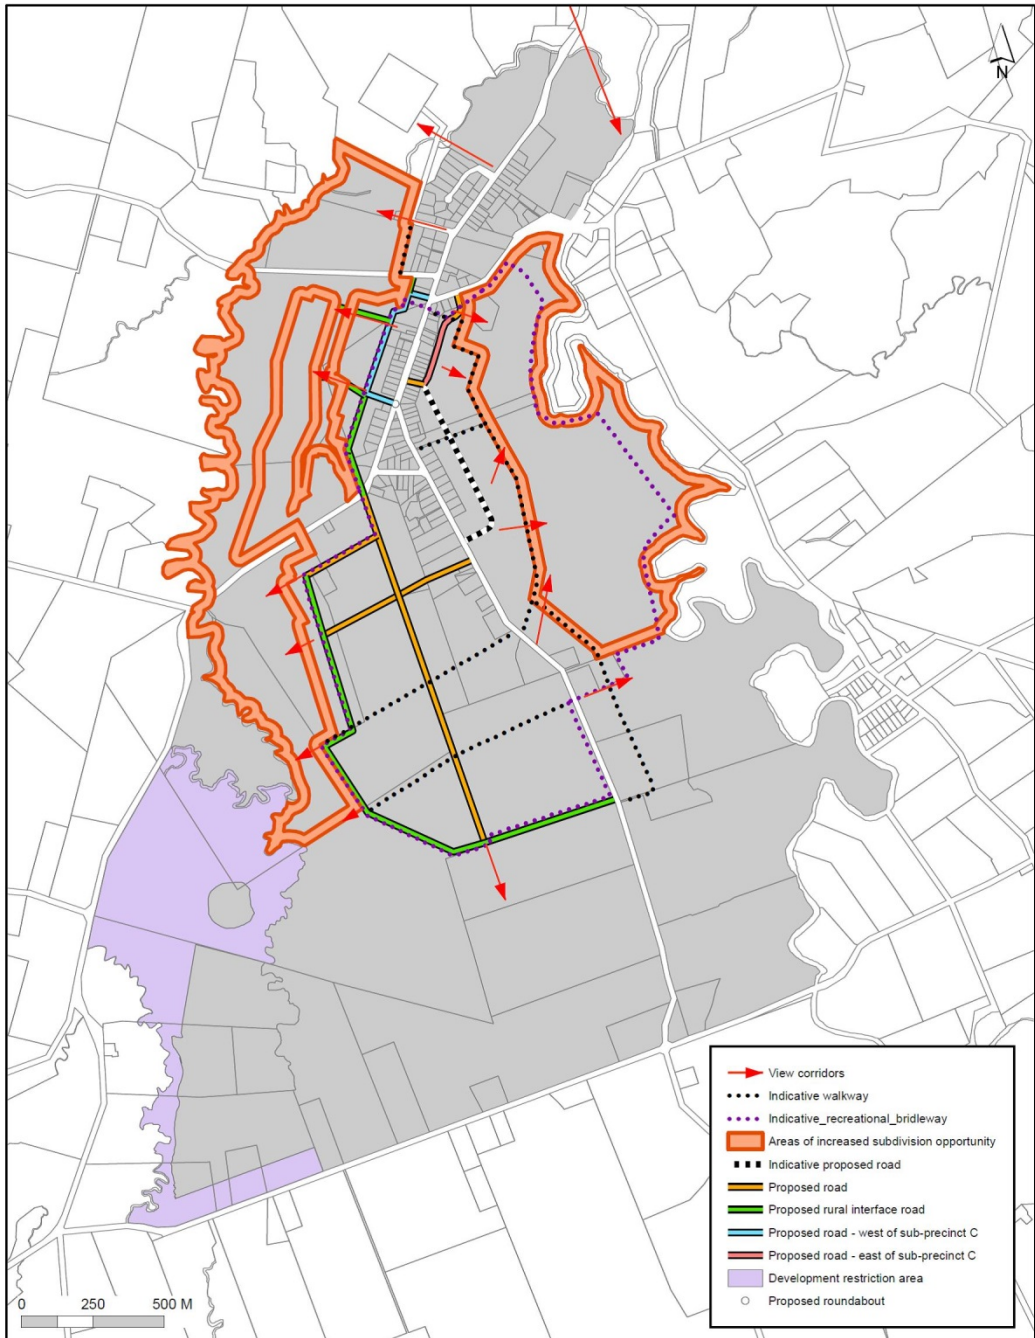 N
View corridors
Indicative walkway
Indicative_recreational_bridleway
Areas of increased subdivision opportunity
Indicative proposed road
Proposed road
Proposed rural interface road
Proposed road - west of sub-precinct C
Proposed road - east of sub-precinct C
Development restriction area
Proposed roundabout
0 250 500 M